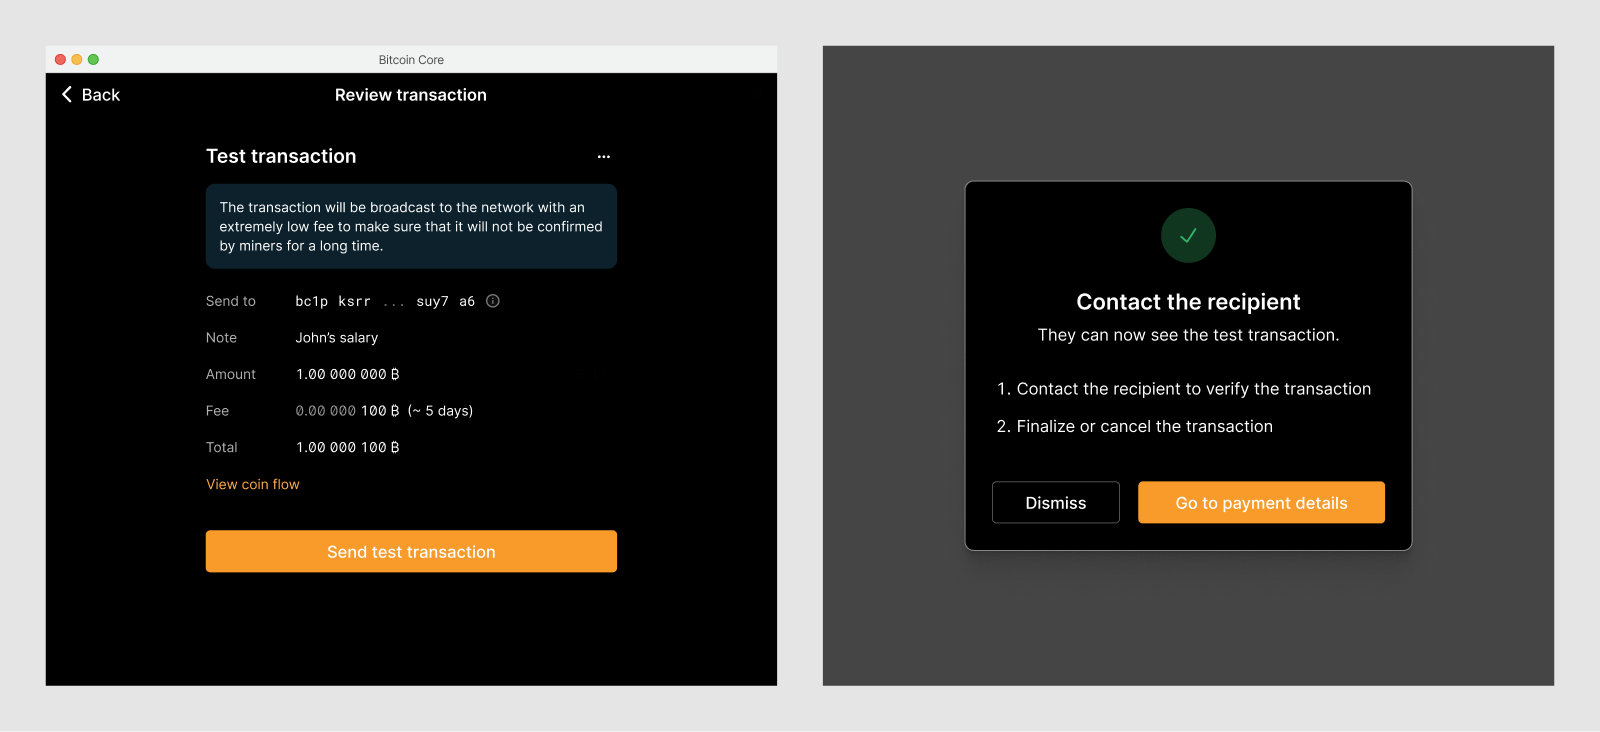 Bitcoin Core
Back
Review transaction
Test transaction
The transaction will be broadcast to the network with an
extremely low fee to make sure that it will not be confirmed
by miners for a long time.
Send to bc1p ksrr ... suy7 a6
Note John’s salary
Amount 1.00 000 000 ₿
Fee 0.00 000 100 ₿ (~ 5 days)
Total 1.00 000 100 ₿
View coin flow
Send test transaction
Contact the recipient
They can now see the test transaction.
1. Contact the recipient to verify the transaction
2. Finalize or cancel the transaction
Dismiss
Go to payment details